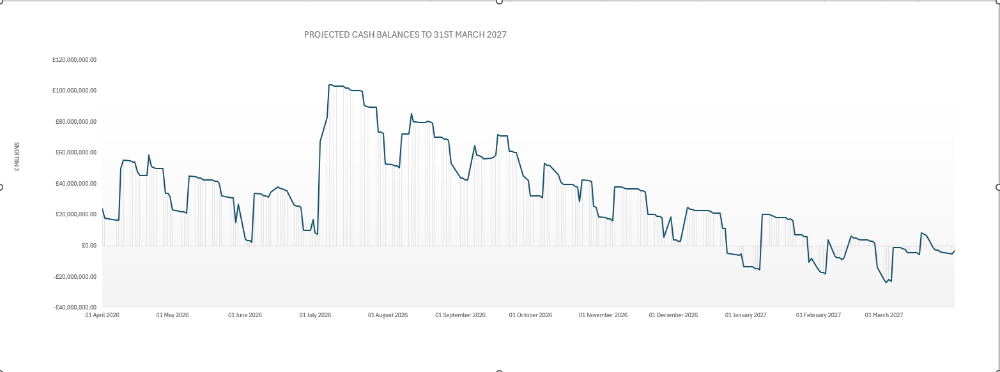 PROJECTED CASH BALANCES TO 31ST MARCH 2027
£120,000,000.00
£100,000,000.00
£80,000,000.00
£60,000,000.00
£40,000,000.00
£20,000,000.00
£0.00
-£20,000,000.00
-£40,000,000.00
£ MILLIONS
01 April 2026
01 May 2026
01 June 2026
01 July 2026
01 August 2026
01 September 2026
01 October 2026
01 November 2026
01 December 2026
01 January 2027
01 February 2027
01 March 2027